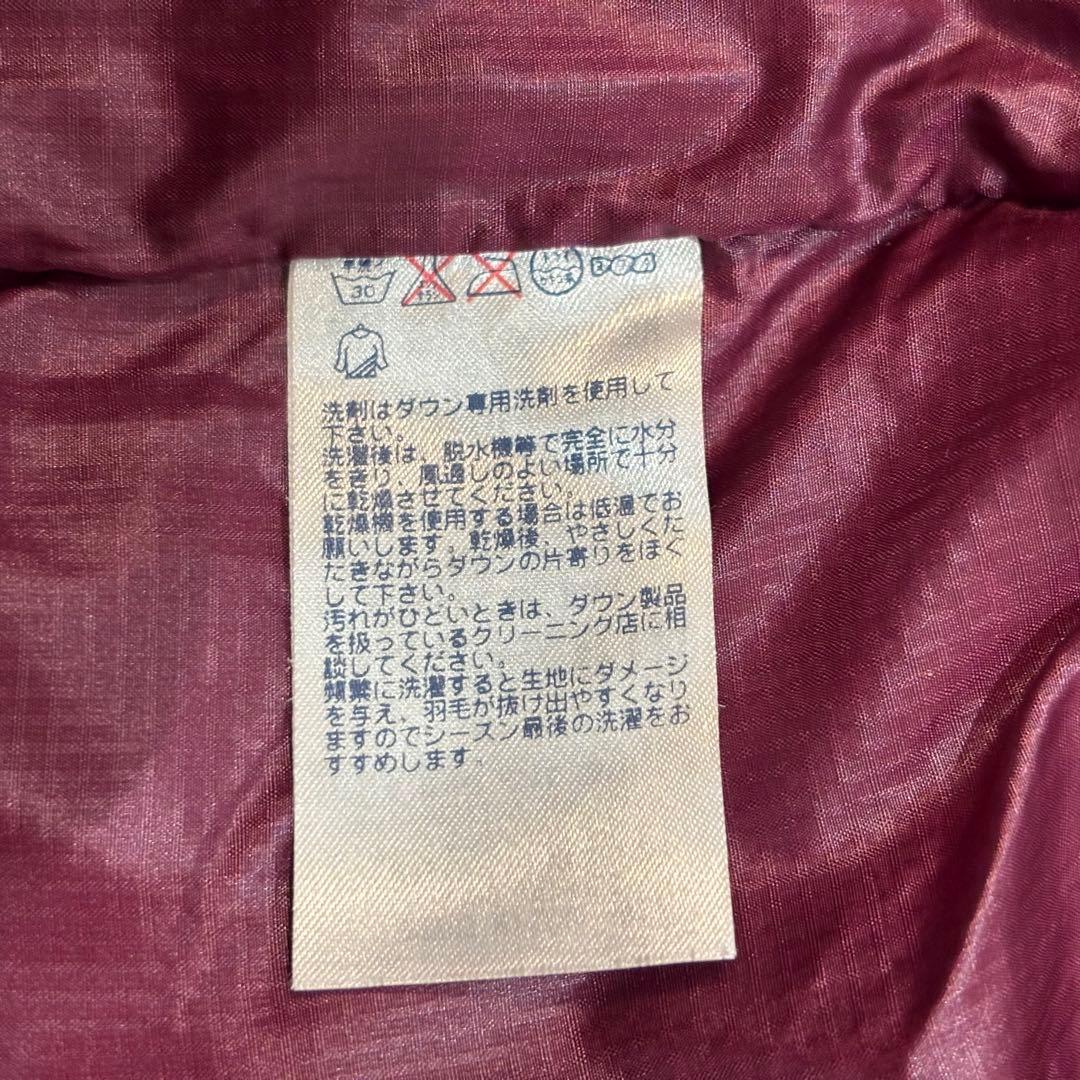 30
洗剤はダウン専用洗剤を使用して
下さい。
洗濯後は、脱水機等で完全に水分
をきり、風通しのよい場所で十分
に乾燥させてください。
乾燥機を使用する場合は低温でお
願いします。乾燥後、やさしくた
たきながらダウンの片寄りをほぐ
して下さい。
汚れがひどいときは、ダウン製品
を扱っているクリーニング店に相
談してください。
頻繁に洗濯すると生地にダメージ
を与え、羽毛が抜け出やすくなり
ますのでシーズン最後の洗濯をお
すすめします。